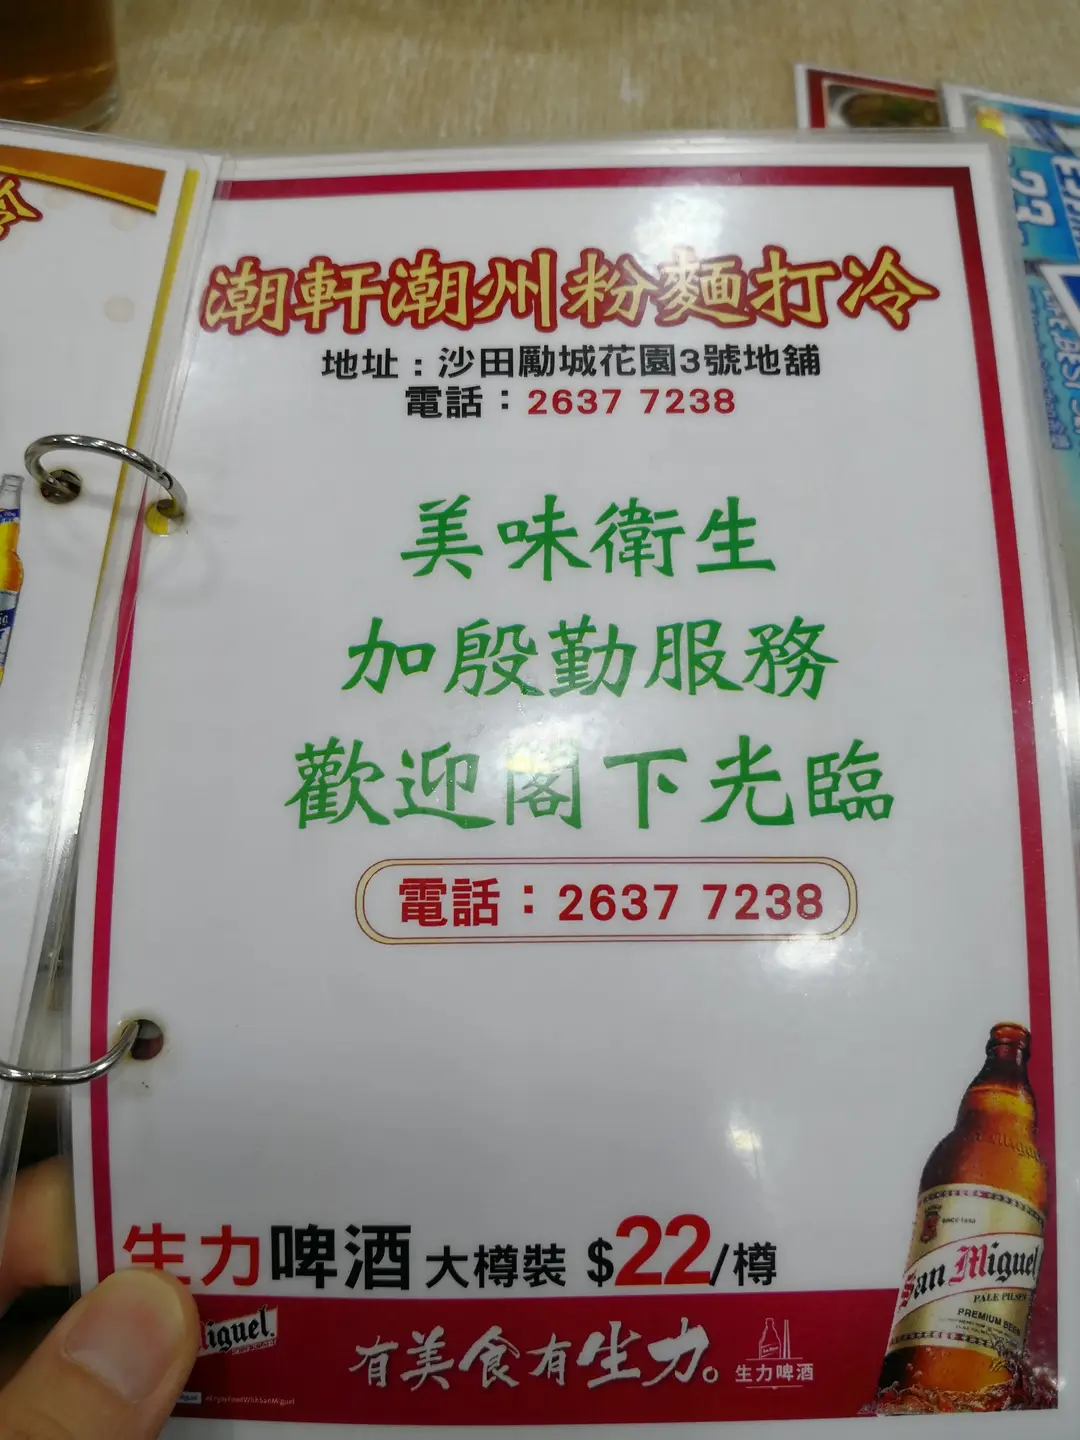 潮軒潮州粉麵打冷
地址：沙田勵城花園3號地舖
電話：2637 7238
美味衛生
加殷勤服務
歡迎閣下光臨
電話：2637 7238
生力啤酒 大樽裝 $22/樽
有美食有生力。
生力啤酒
#EnjoyFoodWithSanMiguel
San Miguel
PALE PILSEN
PREMIUM BEER